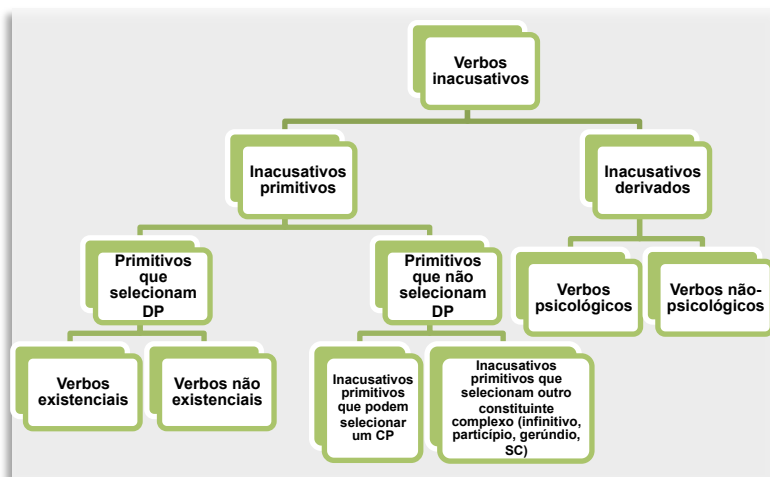 Verbos
inacusativos
Inacusativos
primitivos
Inacusativos
derivados
Primitivos
que
selecionam
DP
Primitivos
que não
selecionam
DP
Verbos
psicológicos
Verbos não-
psicológicos
Verbos
existenciais
Verbos não
existenciais
Inacusativos
primitivos
que podem
selecionar
um CP
Inacusativos
primitivos que
selecionam outro
constituinte
complexo (infinitivo,
particípio, gerúndio,
SC)